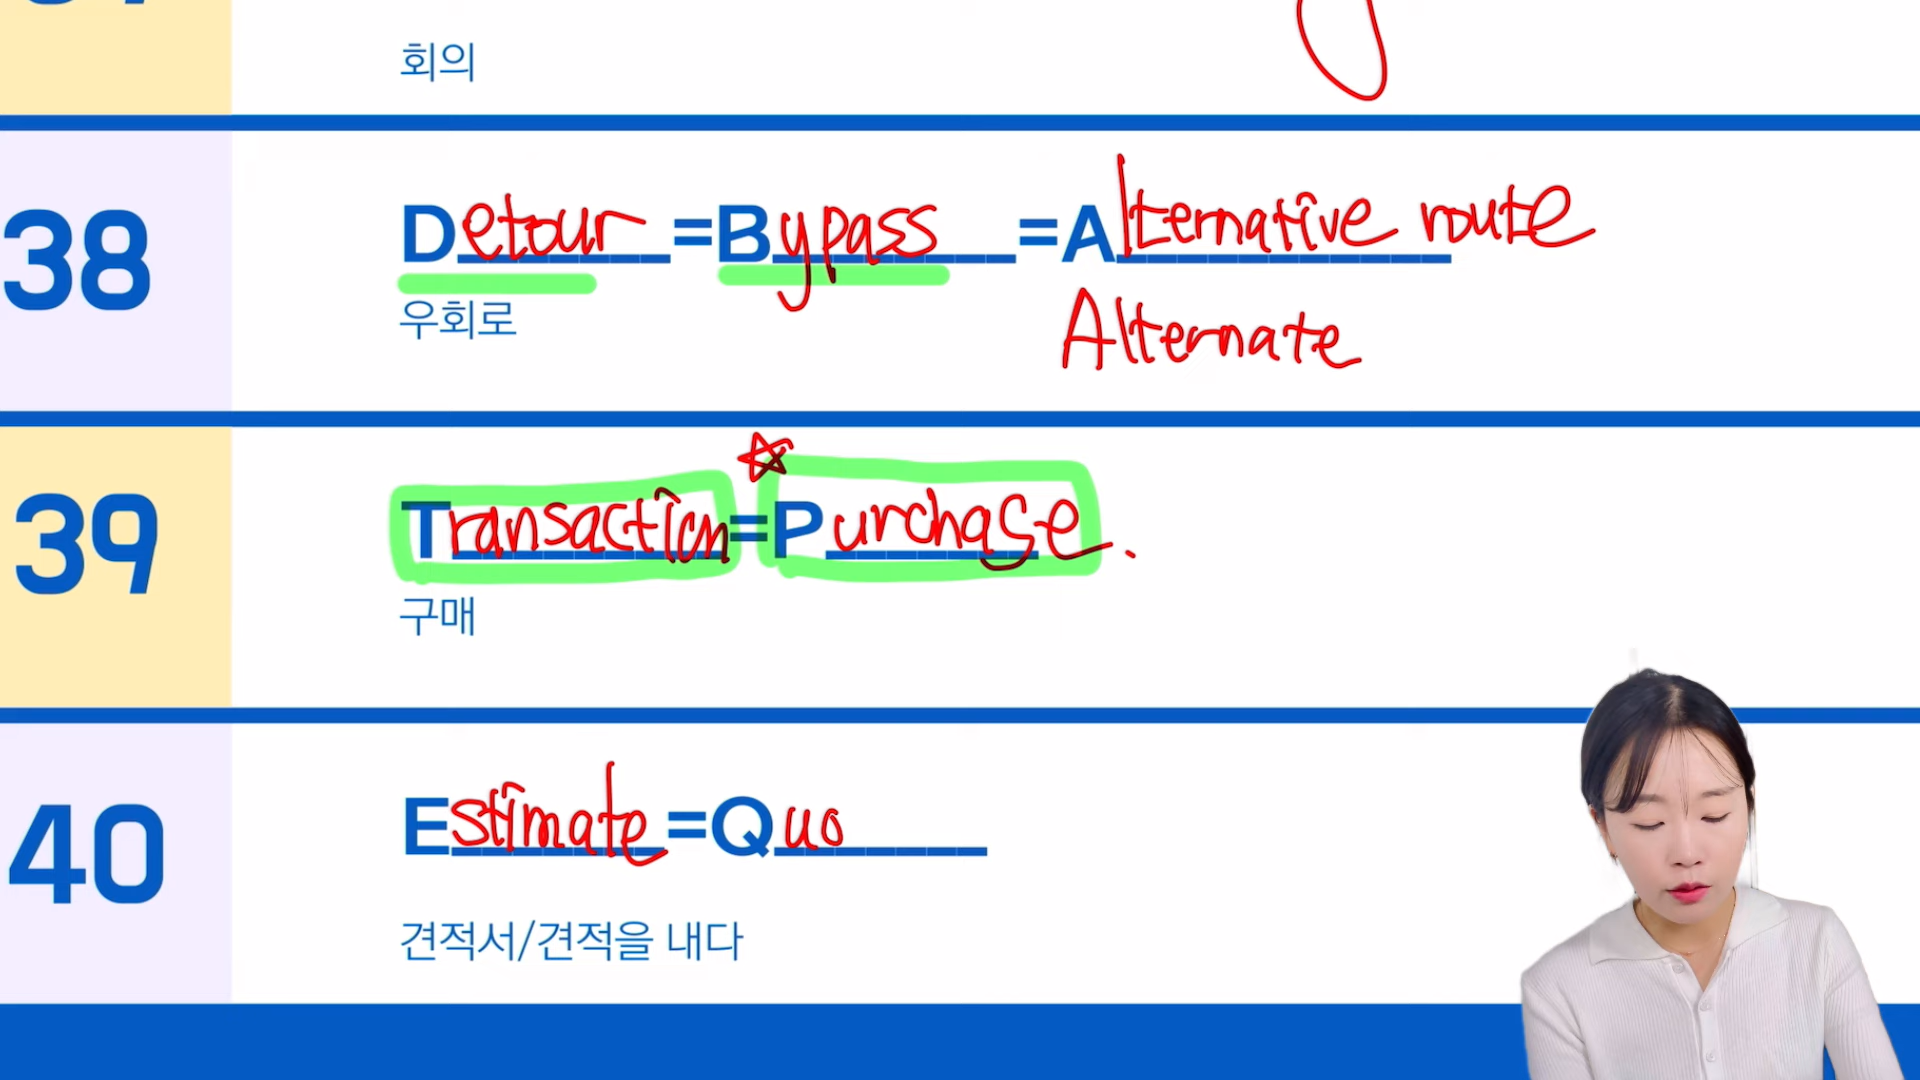 회의
38
Detour=Bypass=Alternative route
Alternate
우회로
39
Transaction=Purchase.
구매
40
Estimate=Quo
견적서/견적을 내다